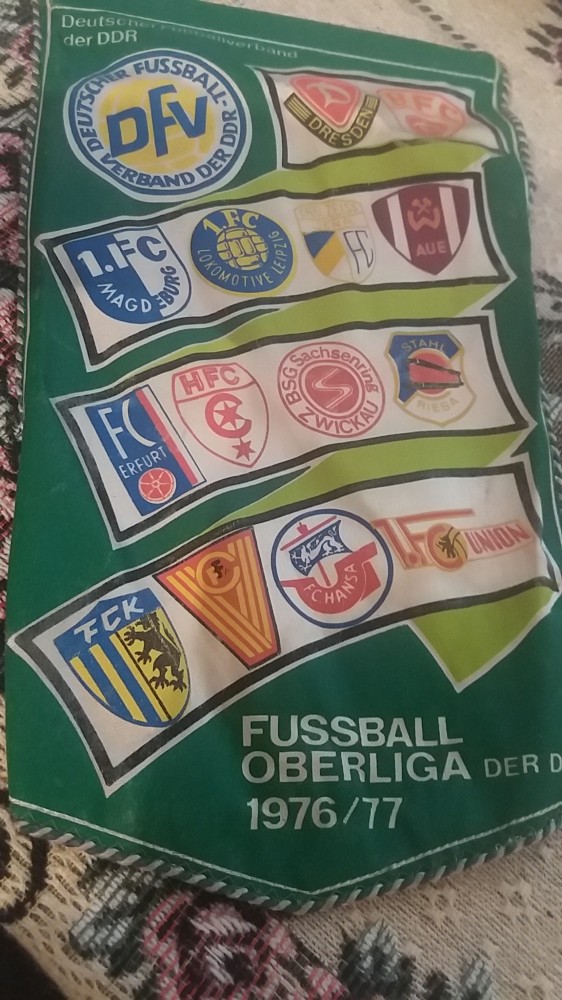 Deutscher Fussballverband
der DDR
DEUTSCHER FUSSBALL-
VERBAND DER DDR
DFV
DRESDEN
BFC
1.FC
MAGDEBURG
1.FC
LOKOMOTIVE LEIPZIG
FC
AUE
FC
ERFURT
HFC
C
BSG Sachsenring
S
ZWICKAU
STAHL
RIESA
FCK
FC HANSA
1.FC
UNION
FUSSBALL
OBERLIGA DER D
1976/77